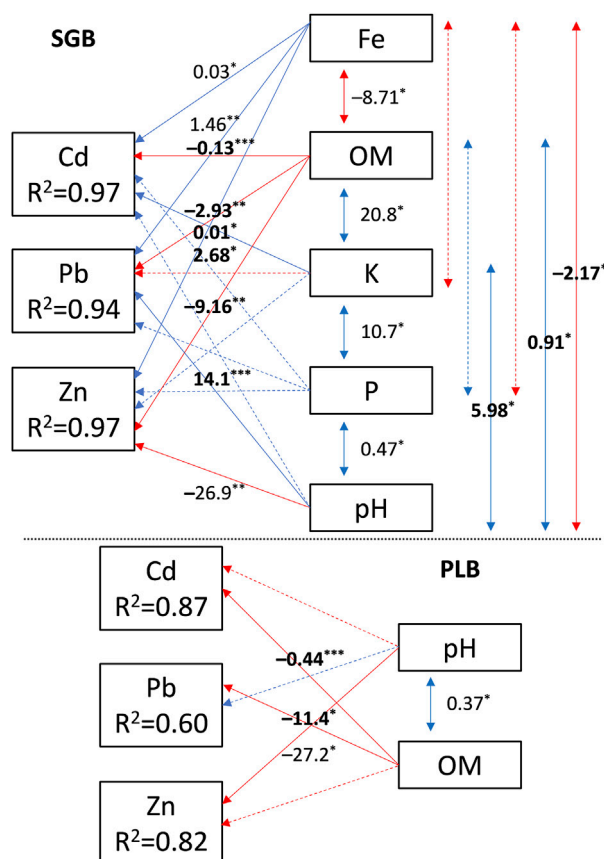 SGB
Fe
0.03*
–8.71*
1.46**
–0.13***
Cd
R²=0.97
OM
–2.93**
0.01*
2.68*
20.8*
Pb
R²=0.94
K
–2.17*
–9.16**
10.7*
0.91*
Zn
R²=0.97
14.1***
P
5.98*
0.47*
–26.9**
pH
Cd
R²=0.87
PLB
–0.44***
pH
Pb
R²=0.60
0.37*
–11.4*
–27.2*
OM
Zn
R²=0.82